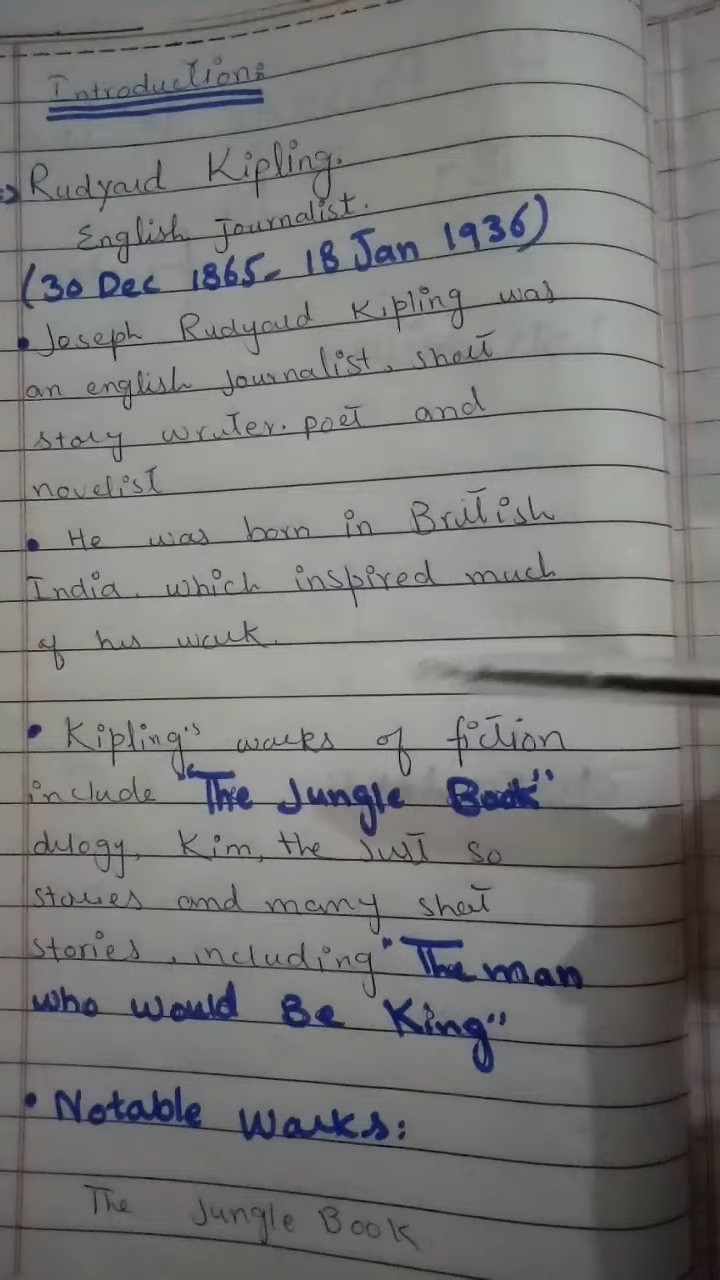 Introduction:
=> Rudyard Kipling.
English journalist.
(30 Dec 1865- 18 Jan 1936)
• Joseph Rudyard Kipling was
an english journalist, short
story writer. poet and
novelist
• He was born in British
India. which inspired much
of his work.
• Kipling's works of fiction
include "The Jungle Book"
dulogy, Kim, the Just so
stories and many short
stories, including "The man
who would Be King"
• Notable Works:
The Jungle Book